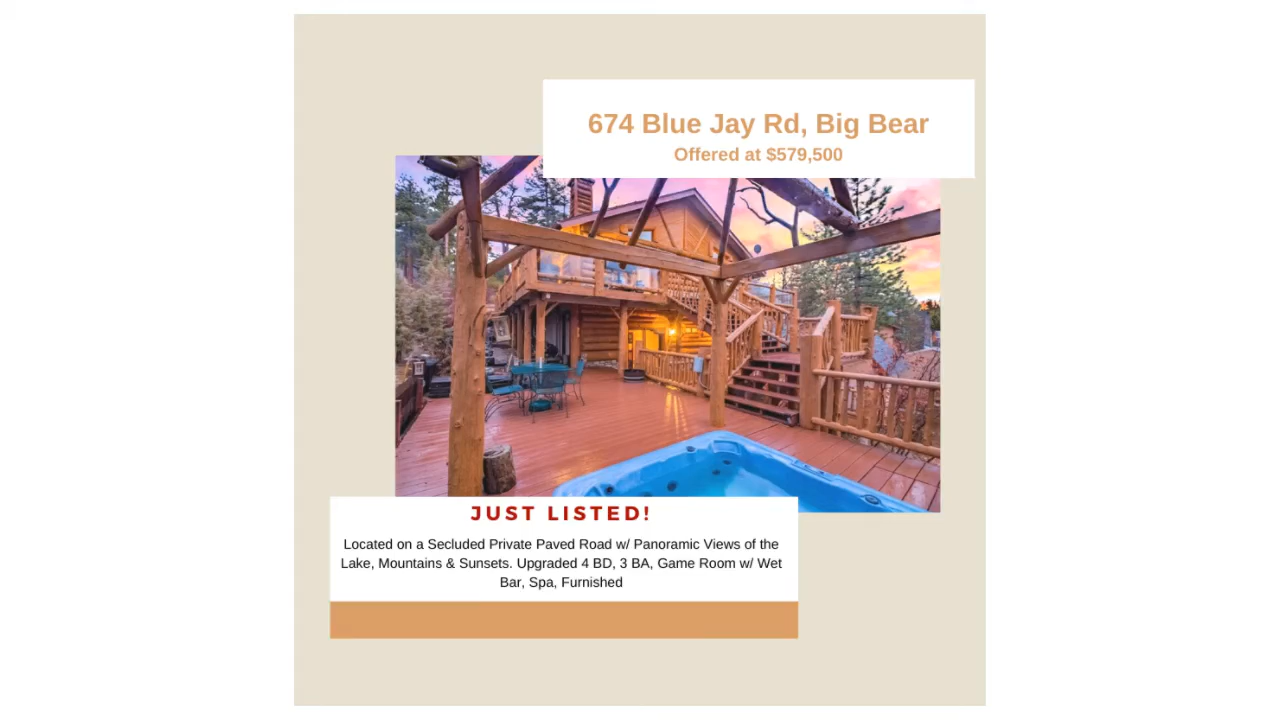 674 Blue Jay Rd, Big Bear
Offered at $579,500
JUST LISTED!
Located on a Secluded Private Paved Road w/ Panoramic Views of the
Lake, Mountains & Sunsets. Upgraded 4 BD, 3 BA, Game Room w/ Wet
Bar, Spa, Furnished